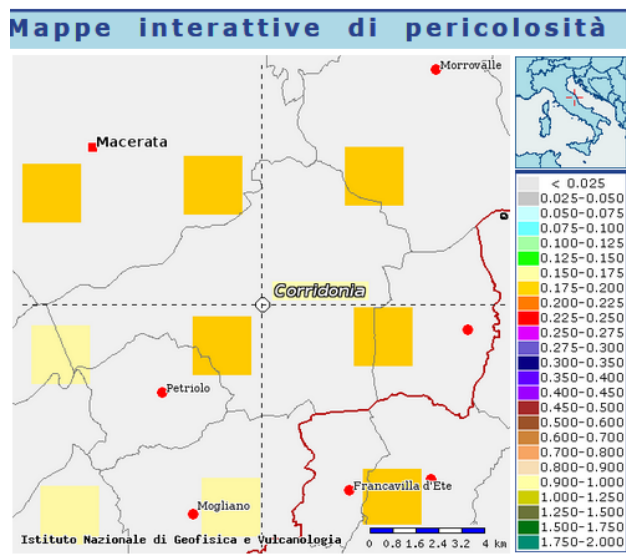 Mappe interattive di pericolosità
Morrovalle
Macerata
Corridonia
Petriolo
Francavilla d'Ete
Mogliano
Istituto Nazionale di Geofisica e Vulcanologia
0 0.8 1.6 2.4 3.2 4 km
< 0.025
0.025-0.050
0.050-0.075
0.075-0.100
0.100-0.125
0.125-0.150
0.150-0.175
0.175-0.200
0.200-0.225
0.225-0.250
0.250-0.275
0.275-0.300
0.300-0.350
0.350-0.400
0.400-0.450
0.450-0.500
0.500-0.600
0.600-0.700
0.700-0.800
0.800-0.900
0.900-1.000
1.000-1.250
1.250-1.500
1.500-1.750
1.750-2.000